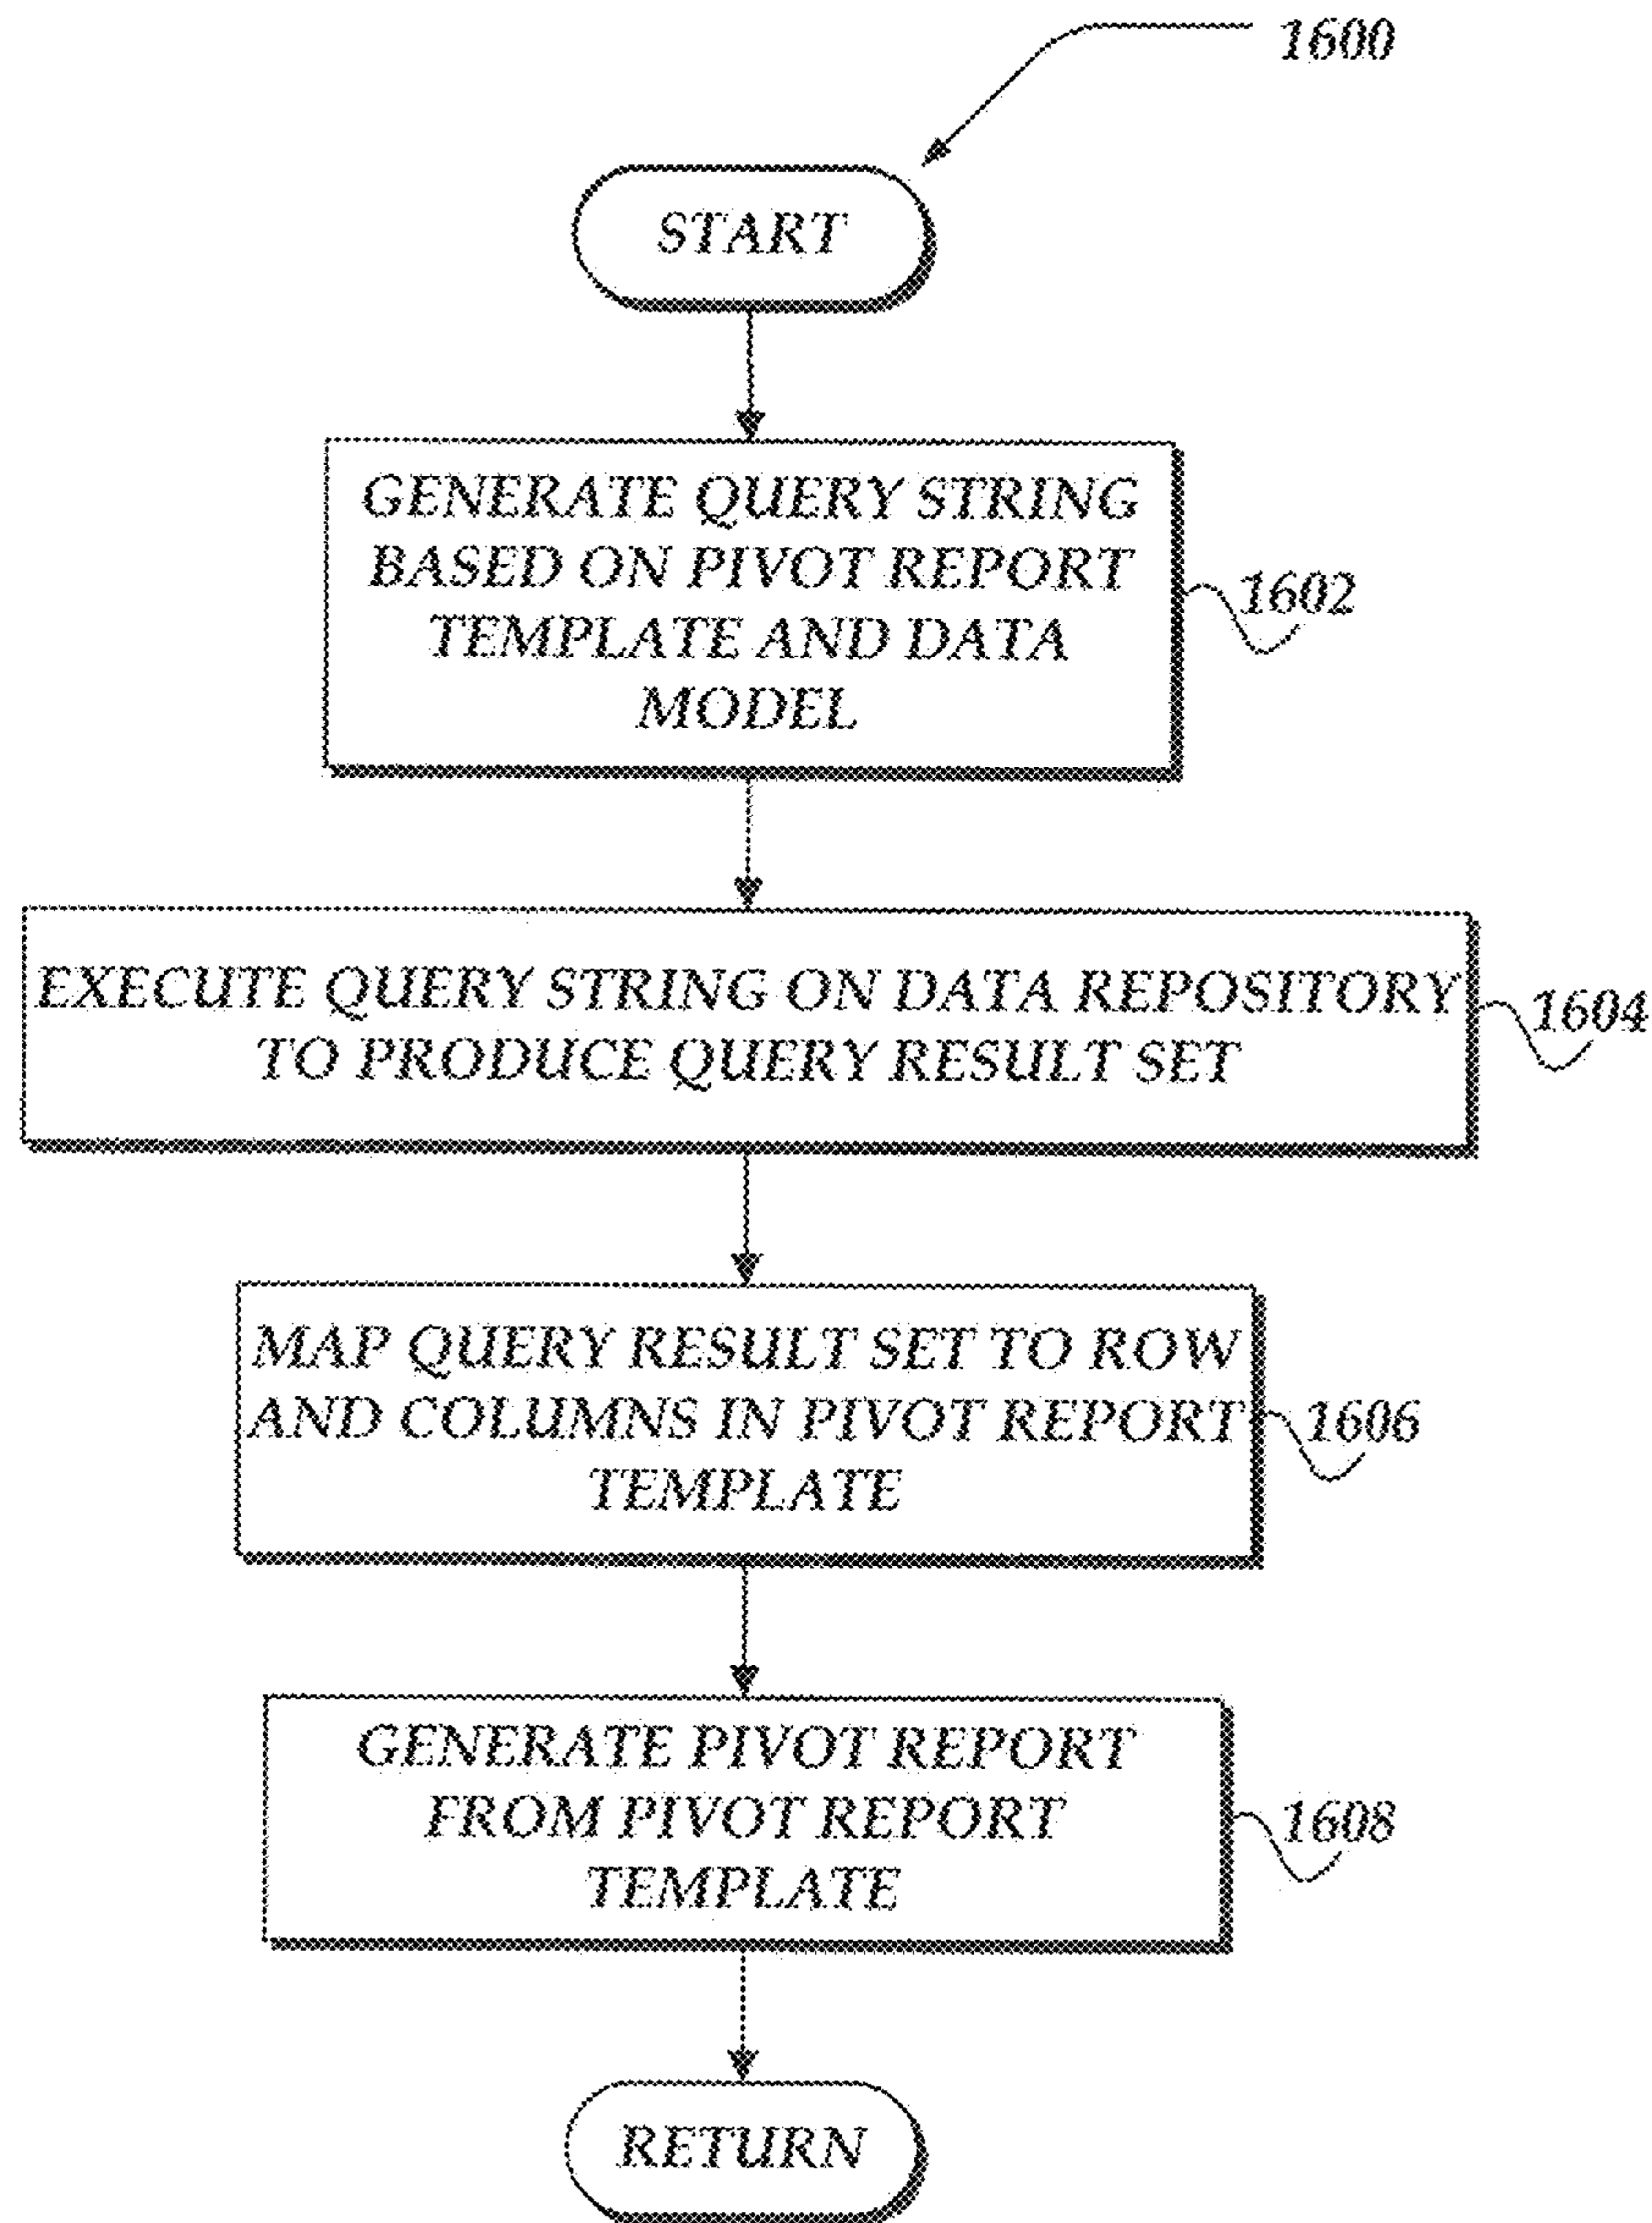 1600
START
GENERATE QUERY STRING
BASED ON PIVOT REPORT
TEMPLATE AND DATA
MODEL
1602
EXECUTE QUERY STRING ON DATA REPOSITORY
TO PRODUCE QUERY RESULT SET
1604
MAP QUERY RESULT SET TO ROW
AND COLUMNS IN PIVOT REPORT
TEMPLATE
1606
GENERATE PIVOT REPORT
FROM PIVOT REPORT
TEMPLATE
1608
RETURN